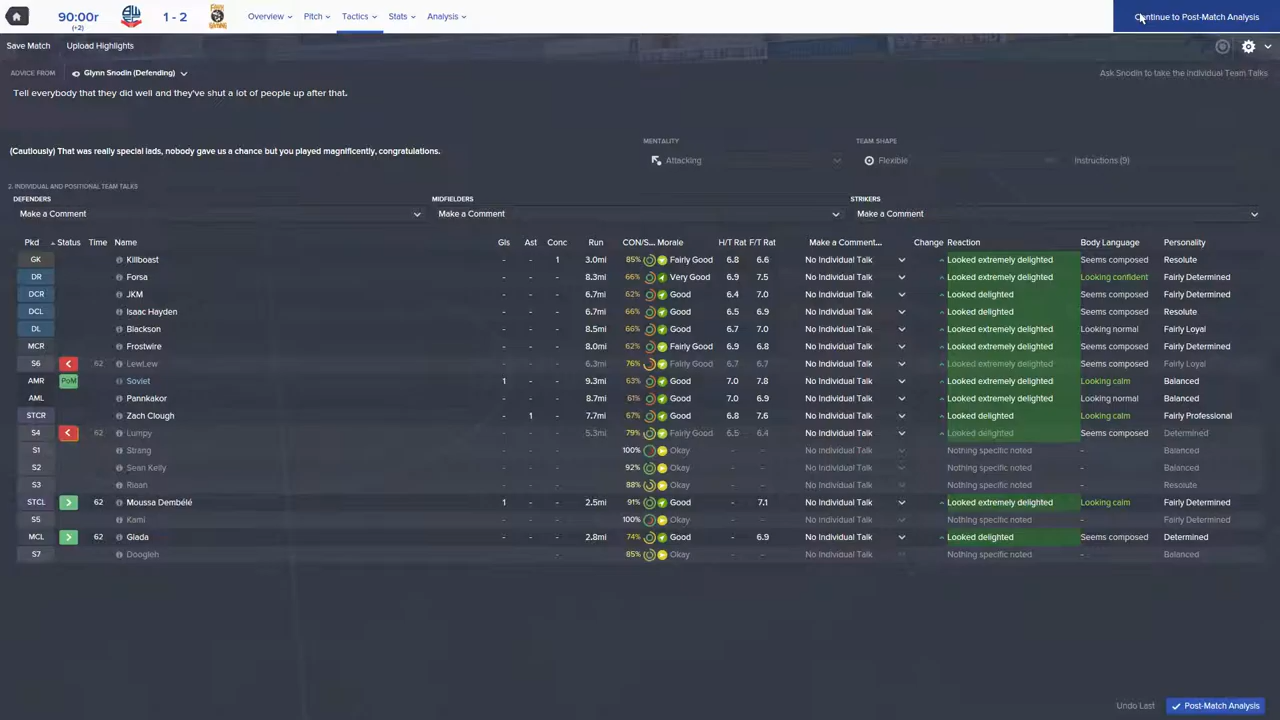 90:00r
(+2)
1 - 2
Overview
Pitch
Tactics
Stats
Analysis
Continue to Post-Match Analysis
Save Match
Upload Highlights
ADVICE FROM
Glynn Snodin (Defending)
Ask Snodin to take the Individual Team Talks
Tell everybody that they did well and they've shut a lot of people up after that.
(Cautiously) That was really special lads, nobody gave us a chance but you played magnificently, congratulations.
MENTALITY
Attacking
TEAM SHAPE
Flexible
Instructions (9)
2. INDIVIDUAL AND POSITIONAL TEAM TALKS
DEFENDERS MIDFIELDERS STRIKERS
Make a Comment Make a Comment Make a Comment
Pkd Status Time Name Gls Ast Conc Run CON/S... Morale H/T Rat F/T Rat Make a Comment... Change Reaction Body Language Personality
GK Killboast - - 1 3.0mi 85% Fairly Good 6.8 6.6 No Individual Talk Looked extremely delighted Seems composed Resolute
DR Forsa - - - 8.3mi 66% Very Good 6.9 7.5 No Individual Talk Looked extremely delighted Looking confident Fairly Determined
DCR JKM - - - 6.7mi 62% Good 6.4 7.0 No Individual Talk Looked delighted Seems composed Fairly Determined
DCL Isaac Hayden - - - 6.7mi 66% Good 6.5 6.9 No Individual Talk Looked delighted Seems composed Resolute
DL Blackson - - - 8.5mi 66% Good 6.7 7.0 No Individual Talk Looked extremely delighted Looking normal Fairly Loyal
MCR Frostwire - - - 8.0mi 62% Fairly Good 6.9 6.8 No Individual Talk Looked extremely delighted Seems composed Fairly Determined
S6 62 LewLew - - - 6.3mi 76% Fairly Good 6.7 6.7 No Individual Talk Looked extremely delighted Seems composed Fairly Loyal
AMR PoM Soviet 1 - - 9.3mi 63% Good 7.0 7.8 No Individual Talk Looked extremely delighted Looking calm Balanced
AML Pannkakor - - - 8.7mi 61% Good 7.0 6.9 No Individual Talk Looked extremely delighted Looking normal Balanced
STCR Zach Clough - 1 - 7.7mi 67% Good 6.8 7.6 No Individual Talk Looked delighted Looking calm Fairly Professional
S4 62 Lumpy - - - 5.3mi 79% Fairly Good 6.5 6.4 No Individual Talk Looked delighted Seems composed Determined
S1 Strang - - - - 100% Okay - - No Individual Talk Nothing specific noted - Balanced
S2 Sean Kelly - - - - 92% Okay - - No Individual Talk Nothing specific noted - Balanced
S3 Riaan - - - - 88% Okay - - No Individual Talk Nothing specific noted - Resolute
STCL 62 Moussa Dembélé 1 - - 2.5mi 91% Good - 7.1 No Individual Talk Looked extremely delighted Looking calm Fairly Determined
S5 Kami - - - - 100% Okay - - No Individual Talk Nothing specific noted - Fairly Determined
MCL 62 Giada - - - 2.8mi 74% Good - 6.9 No Individual Talk Looked delighted Seems composed Determined
S7 Doogleh - - 85% Okay - - No Individual Talk Nothing specific noted - Balanced
Undo Last
Post-Match Analysis